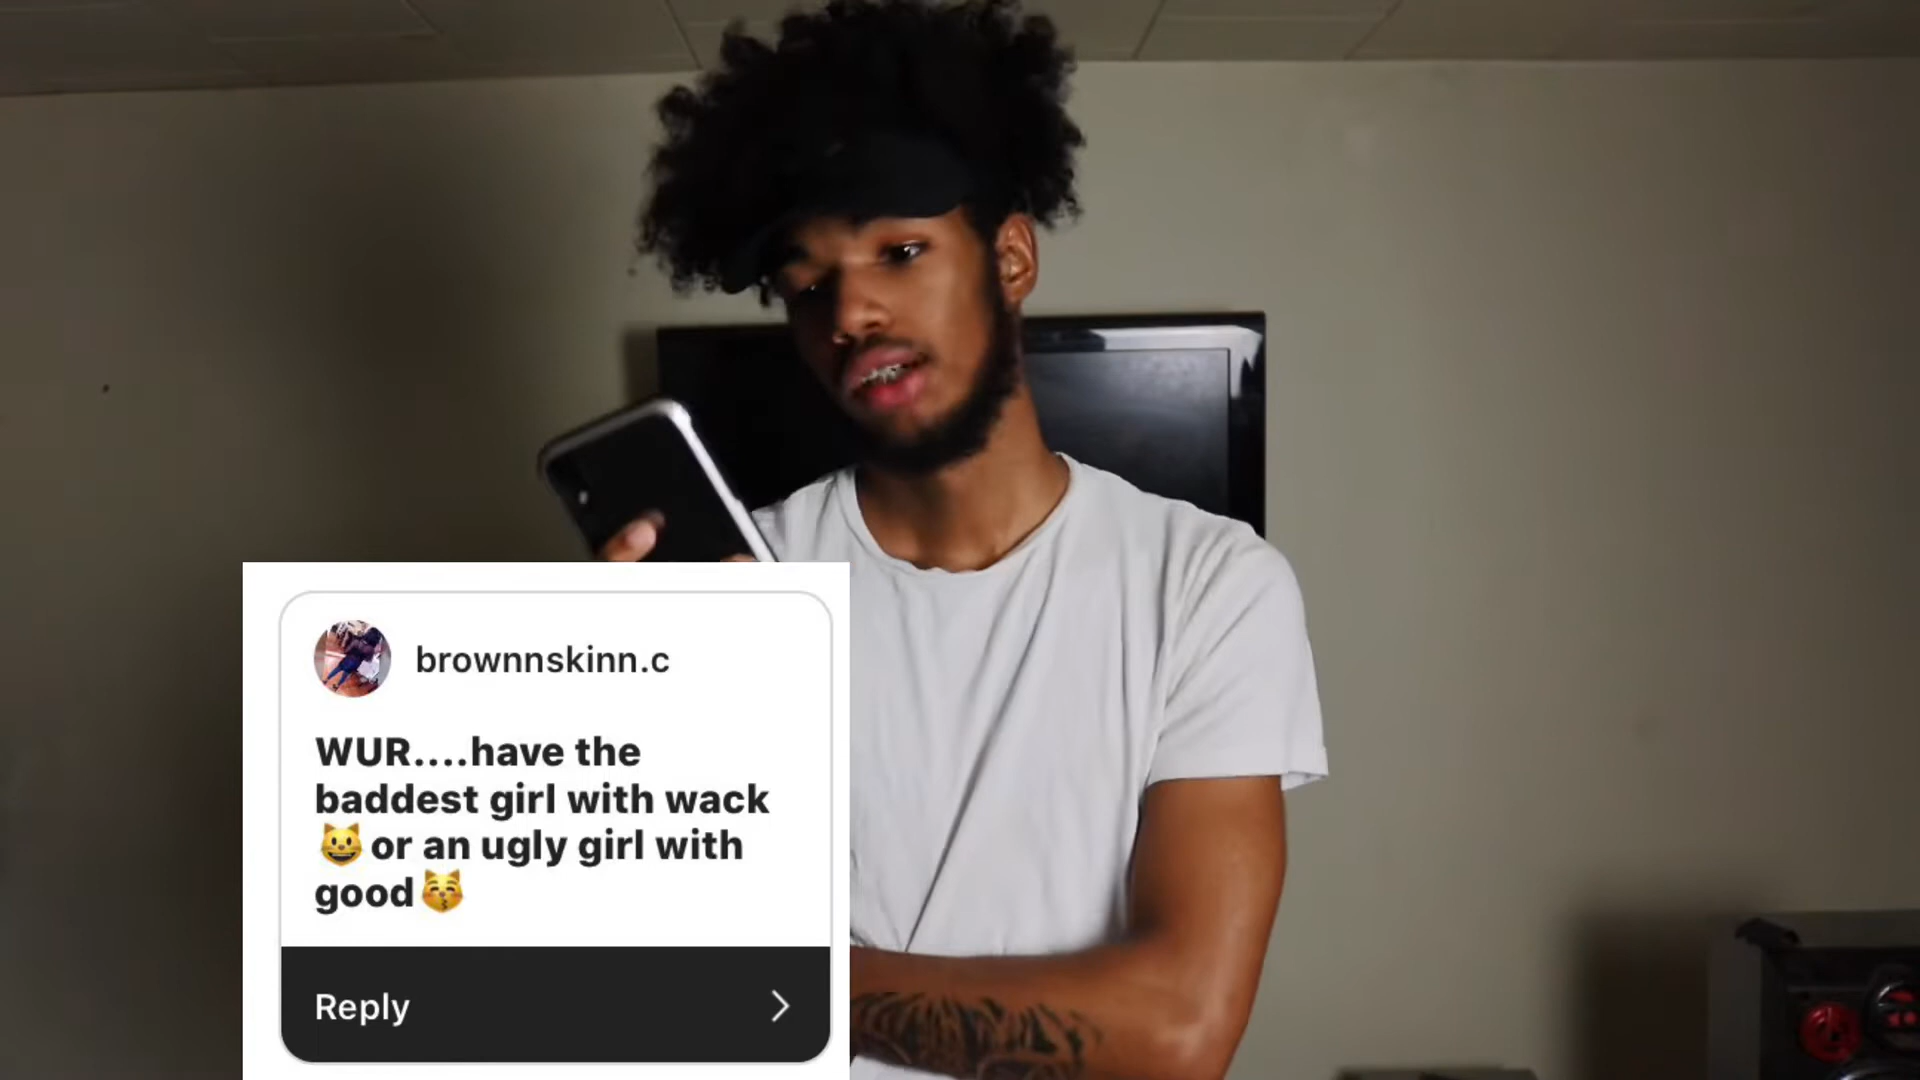 brownnskinn.c
WUR....have the
baddest girl with wack
😺or an ugly girl with
good😽
Reply